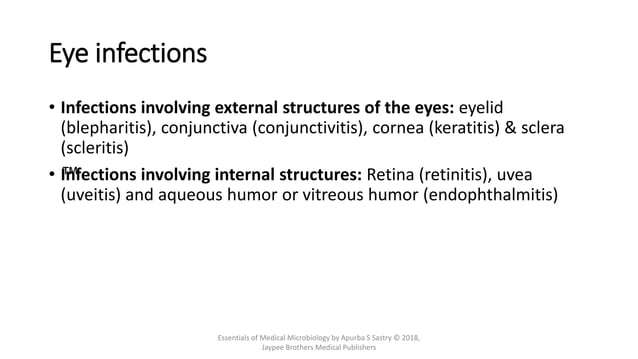 Eye infections
• Infections involving external structures of the eyes: eyelid
(blepharitis), conjunctiva (conjunctivitis), cornea (keratitis) & sclera
(scleritis)
• Infections involving internal structures: Retina (retinitis), uvea
(uveitis) and aqueous humor or vitreous humor (endophthalmitis)
Essentials of Medical Microbiology by Apurba S Sastry © 2018,
Jaypee Brothers Medical Publishers